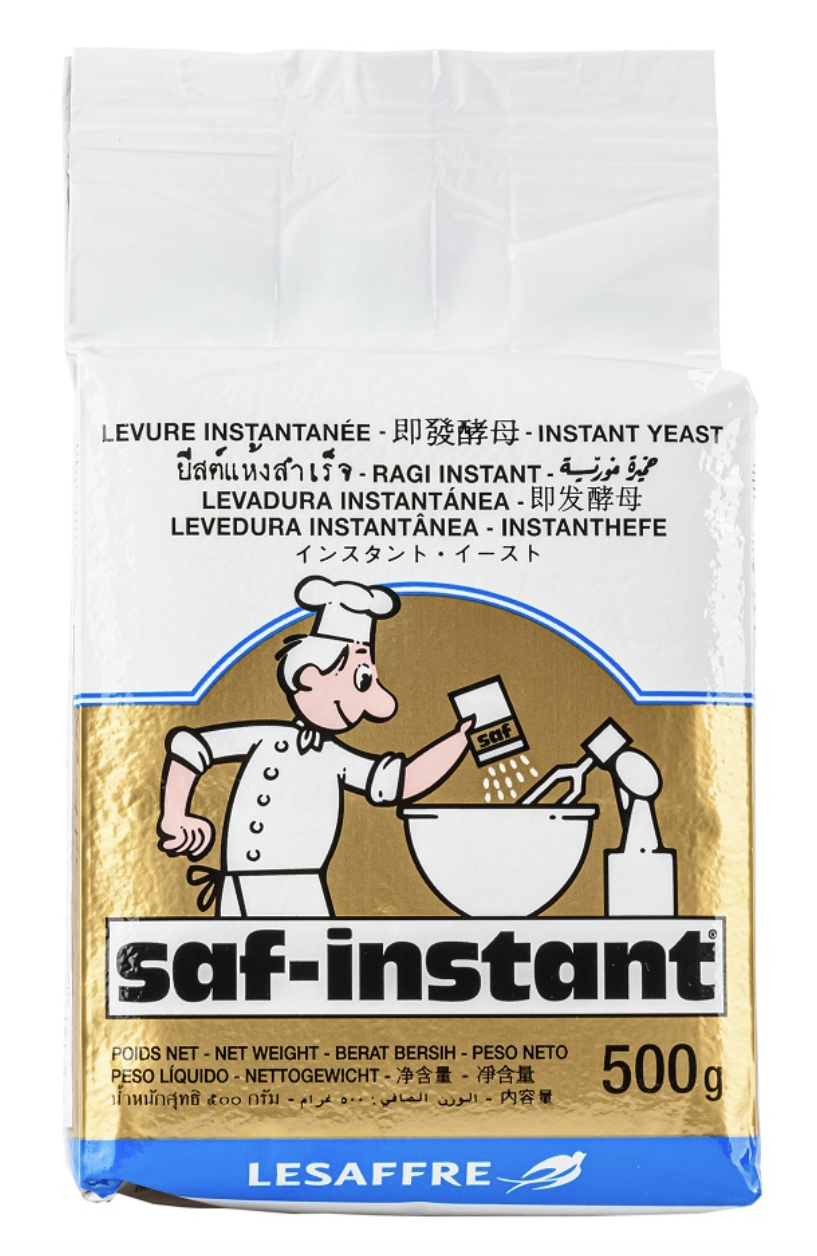 LEVURE INSTANTANÉE - 即發酵母 - INSTANT YEAST
ยีสต์แห้งสำเร็จ - RAGI INSTANT - خميرة فورية
LEVADURA INSTANTÁNEA - 即发酵母
LEVEDURA INSTANTÂNEA - INSTANTHEFE
インスタント・イースト
saf
saf-instant®
POIDS NET - NET WEIGHT - BERAT BERSIH - PESO NETO
PESO LÍQUIDO - NETTOGEWICHT - 净含量 - 淨含量
น้ำหนักสุทธิ ๕๐๐ กรัม - الوزن الصافي: ٥٠٠ غرام - 内容量
500g
LESAFFRE